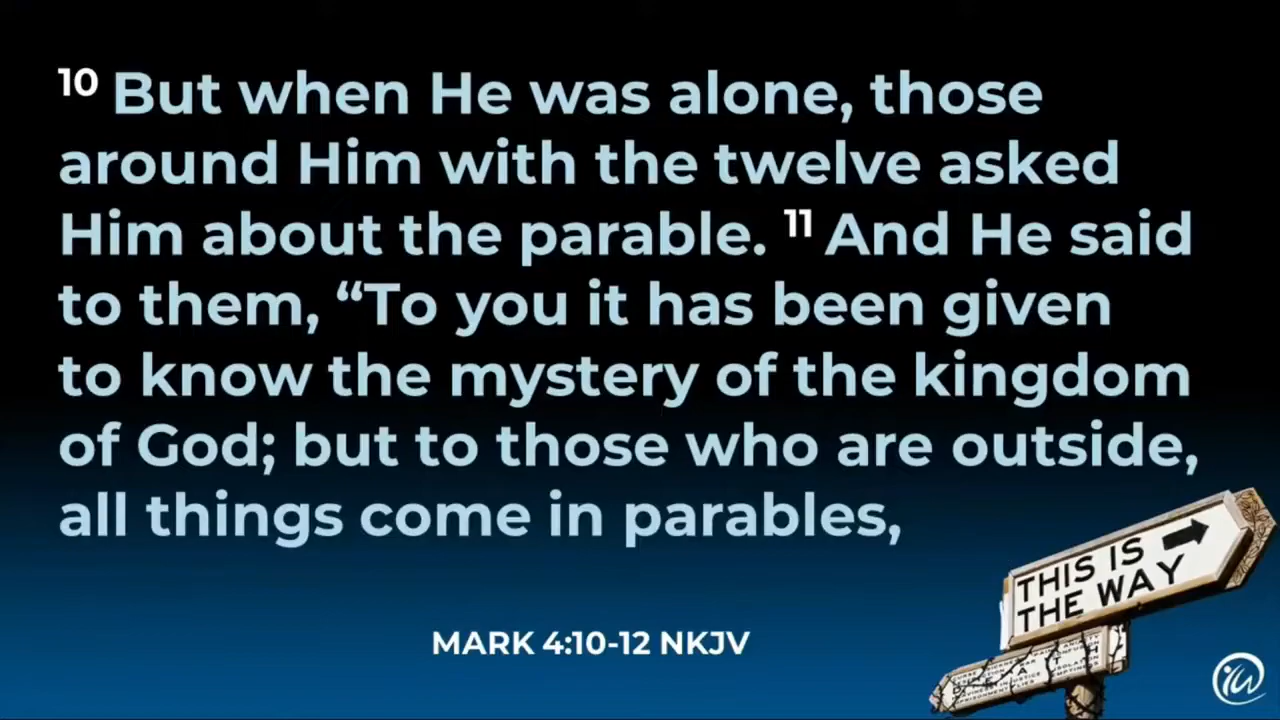 10 But when He was alone, those
around Him with the twelve asked
Him about the parable. 11 And He said
to them, “To you it has been given
to know the mystery of the kingdom
of God; but to those who are outside,
all things come in parables,
MARK 4:10-12 NKJV
THIS IS
THE WAY
DEATH